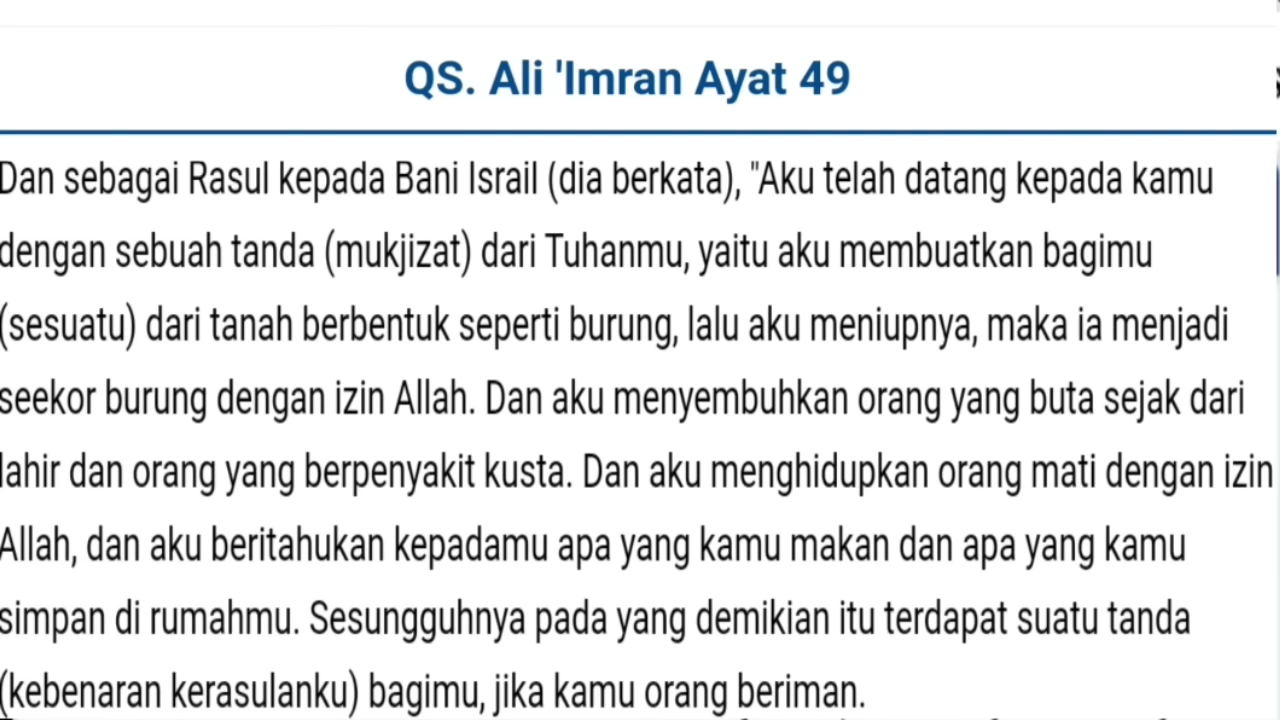 QS. Ali 'Imran Ayat 49
Dan sebagai Rasul kepada Bani Israil (dia berkata), "Aku telah datang kepada kamu
dengan sebuah tanda (mukjizat) dari Tuhanmu, yaitu aku membuatkan bagimu
(sesuatu) dari tanah berbentuk seperti burung, lalu aku meniupnya, maka ia menjadi
seekor burung dengan izin Allah. Dan aku menyembuhkan orang yang buta sejak dari
lahir dan orang yang berpenyakit kusta. Dan aku menghidupkan orang mati dengan izin
Allah, dan aku beritahukan kepadamu apa yang kamu makan dan apa yang kamu
simpan di rumahmu. Sesungguhnya pada yang demikian itu terdapat suatu tanda
(kebenaran kerasulanku) bagimu, jika kamu orang beriman.